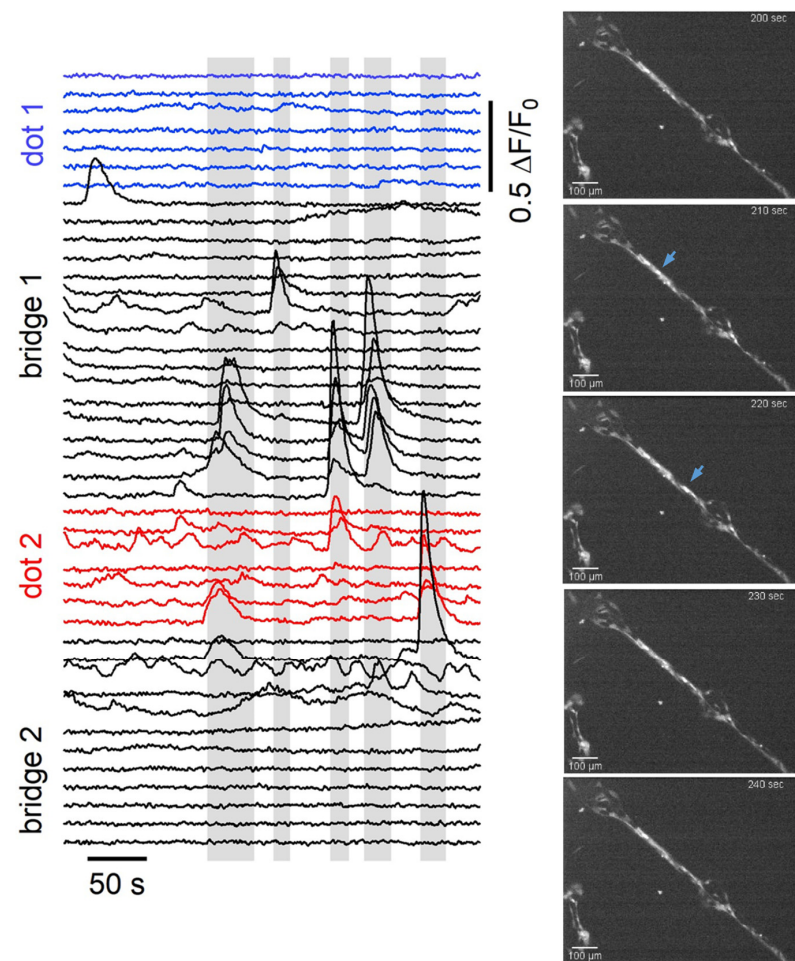 dot 1
bridge 1
dot 2
bridge 2
0.5 ΔF/F0
50 s
200 sec
100 µm
210 sec
100 µm
220 sec
100 µm
230 sec
100 µm
240 sec
100 µm